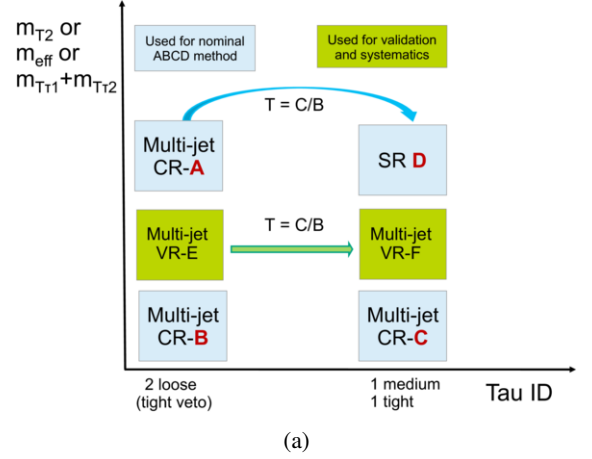 mT2 or
meff or
mTτ1+mTτ2
Used for nominal
ABCD method
Used for validation
and systematics
T = C/B
Multi-jet
CR-A
SR D
T = C/B
Multi-jet
VR-E
Multi-jet
VR-F
Multi-jet
CR-B
Multi-jet
CR-C
2 loose
(tight veto)
1 medium
1 tight
Tau ID
(a)